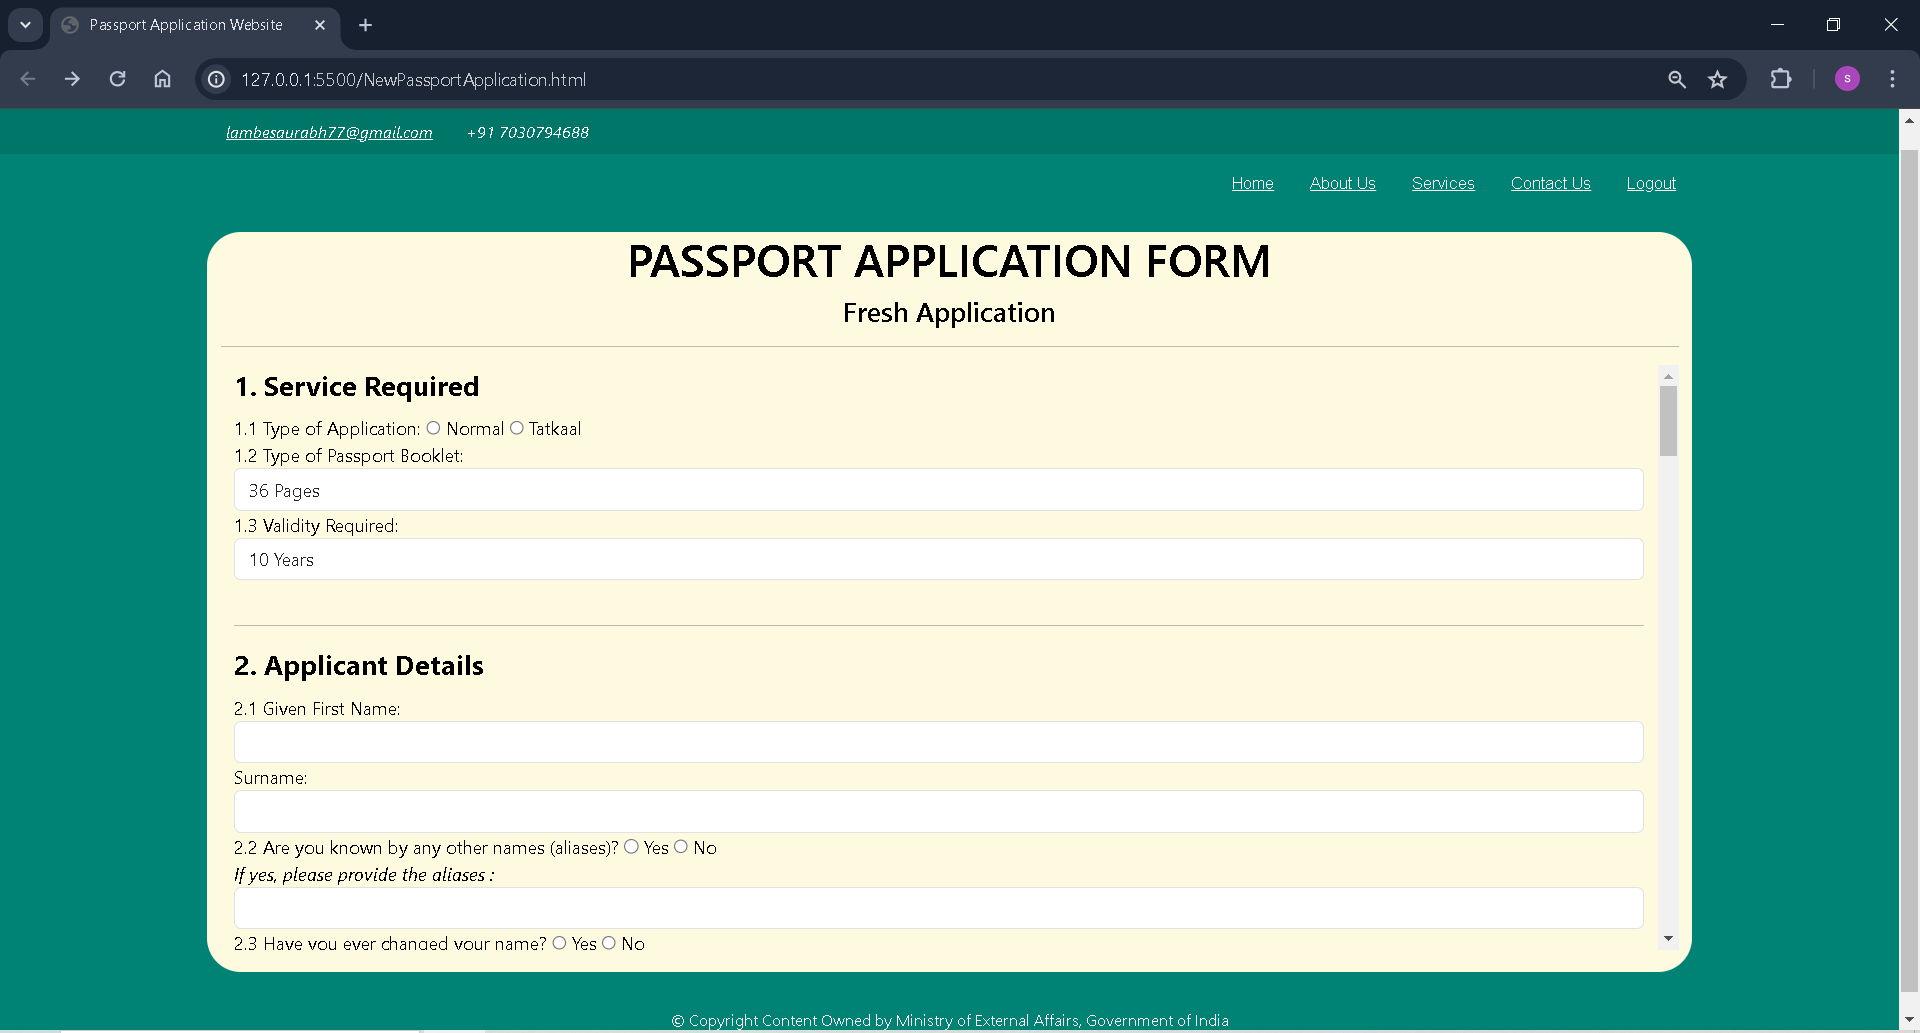 Passport Application Website
127.0.0.1:5500/NewPassportApplication.html
s
lambesaurabh77@gmail.com +91 7030794688
Home About Us Services Contact Us Logout
PASSPORT APPLICATION FORM
Fresh Application
1. Service Required
1.1 Type of Application: Normal Tatkaal
1.2 Type of Passport Booklet:
36 Pages
1.3 Validity Required:
10 Years
2. Applicant Details
2.1 Given First Name:
Surname:
2.2 Are you known by any other names (aliases)? Yes No
If yes, please provide the aliases :
2.3 Have you ever changed your name? Yes No
© Copyright Content Owned by Ministry of External Affairs, Government of India